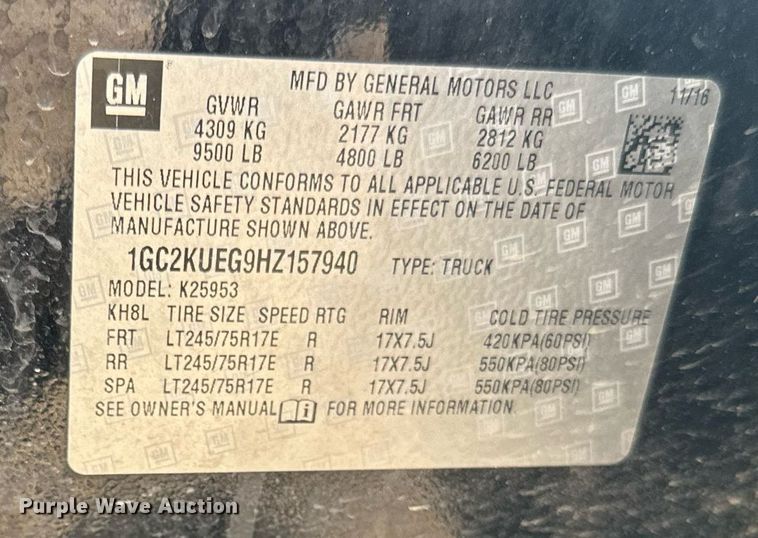 GM
MFD BY GENERAL MOTORS LLC
11/16
GVWR GAWR FRT GAWR RR
4309 KG 2177 KG 2812 KG
9500 LB 4800 LB 6200 LB
THIS VEHICLE CONFORMS TO ALL APPLICABLE U.S. FEDERAL MOTOR
VEHICLE SAFETY STANDARDS IN EFFECT ON THE DATE OF
MANUFACTURE SHOWN ABOVE.
1GC2KUEG9HZ157940 TYPE: TRUCK
MODEL: K25953
KH8L TIRE SIZE SPEED RTG RIM COLD TIRE PRESSURE
FRT LT245/75R17E R 17X7.5J 420KPA(60PSI)
RR LT245/75R17E R 17X7.5J 550KPA(80PSI)
SPA LT245/75R17E R 17X7.5J 550KPA(80PSI)
SEE OWNER'S MANUAL i FOR MORE INFORMATION.
Purple Wave Auction